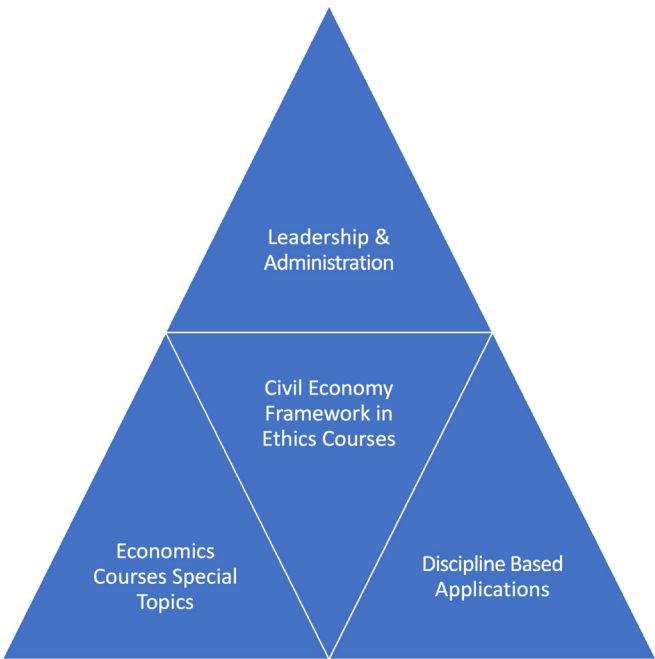 Leadership &
Administration
Civil Economy
Framework in
Ethics Courses
Economics
Courses Special
Topics
Discipline Based
Applications